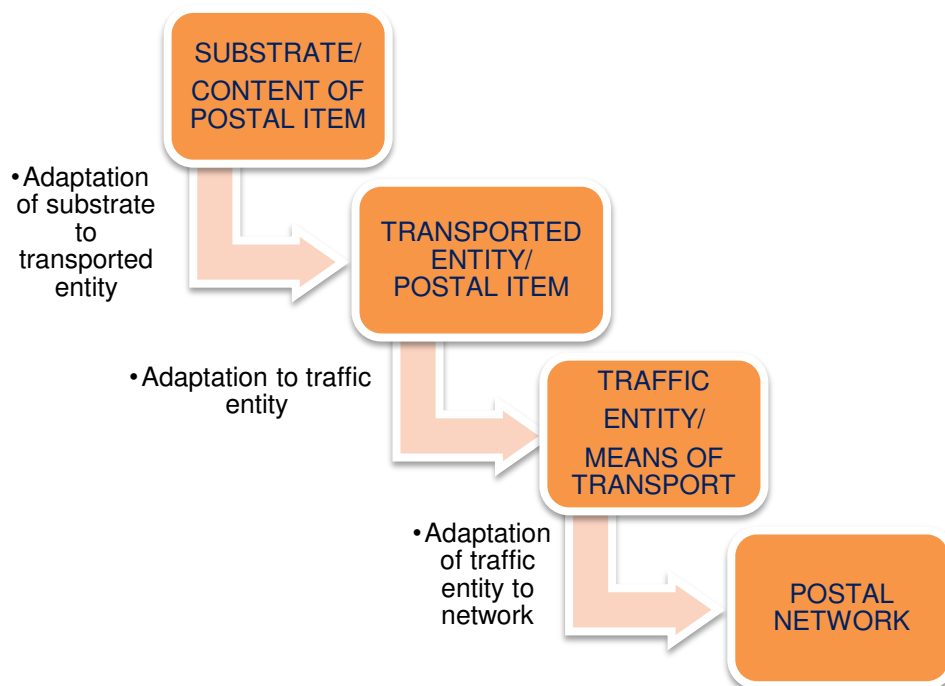 SUBSTRATE/
CONTENT OF
POSTAL ITEM
•Adaptation
of substrate
to
transported
entity
TRANSPORTED
ENTITY/
POSTAL ITEM
•Adaptation to traffic
entity
TRAFFIC
ENTITY/
MEANS OF
TRANSPORT
•Adaptation
of traffic
entity to
network
POSTAL
NETWORK